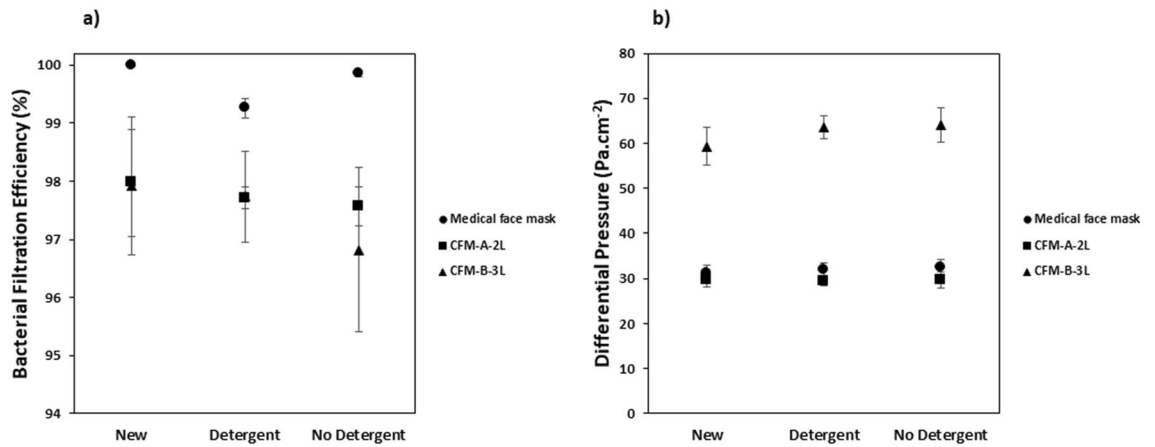 a)
Bacterial Filtration Efficiency (%)
100
99
98
97
96
95
94
New Detergent No Detergent
Medical face mask
CFM-A-2L
CFM-B-3L
b)
Differential Pressure (Pa.cm⁻²)
80
70
60
50
40
30
20
10
0
New Detergent No Detergent
Medical face mask
CFM-A-2L
CFM-B-3L